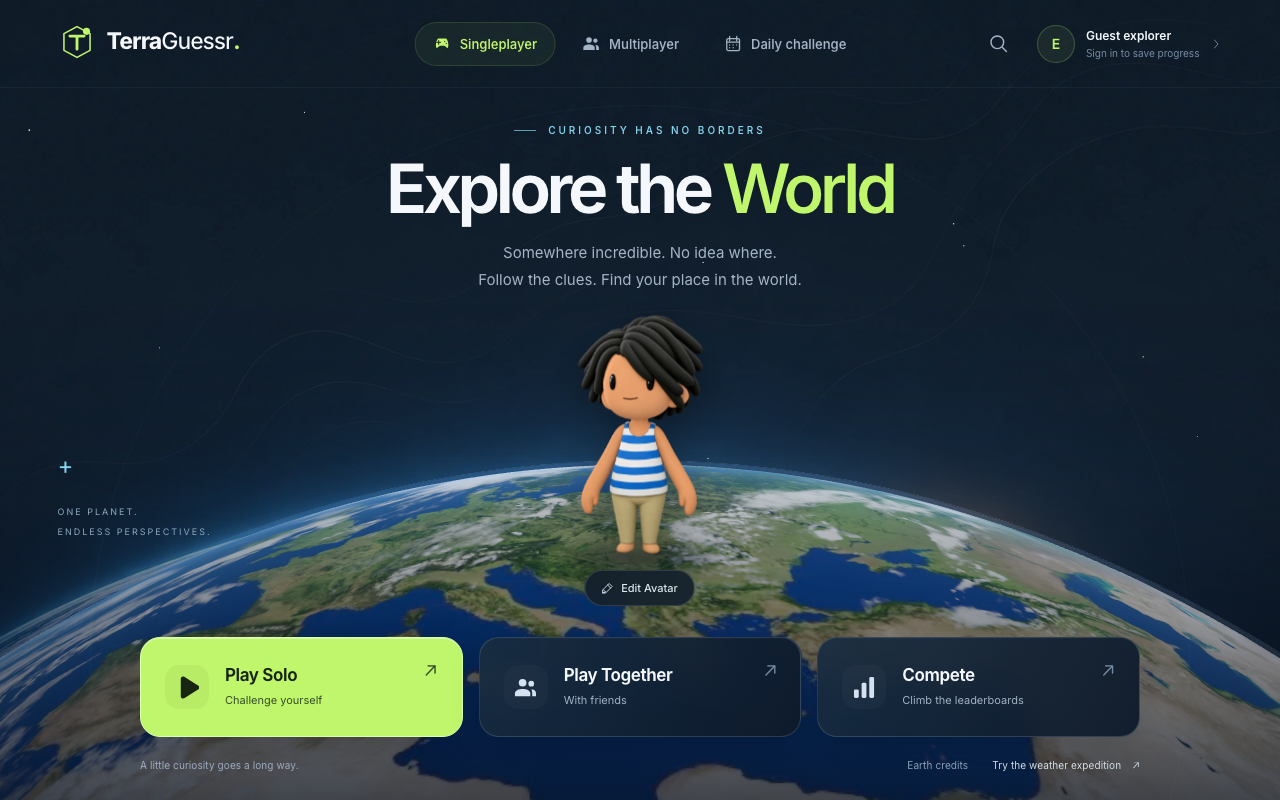 TerraGuessr.
Singleplayer
Multiplayer
Daily challenge
E
Guest explorer
Sign in to save progress
CURIOSITY HAS NO BORDERS
Explore the World
Somewhere incredible. No idea where.
Follow the clues. Find your place in the world.
ONE PLANET.
ENDLESS PERSPECTIVES.
Edit Avatar
Play Solo
Challenge yourself
Play Together
With friends
Compete
Climb the leaderboards
A little curiosity goes a long way.
Earth credits
Try the weather expedition